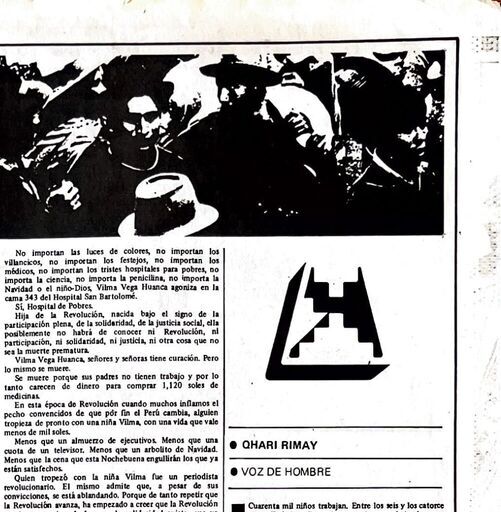 No importan las luces de colores, no importan los
villancicos, no importan los festejos, no importan los
médicos, no importan los tristes hospitales para pobres, no
importa la ciencia, no importa la penicilina, no importa la
Navidad o el niño-Dios, Vilma Vega Huanca agoniza en la
cama 343 del Hospital San Bartolomé.
Sí, Hospital de Pobres.
Hija de la Revolución, nacida bajo el signo de la
participación plena, de la solidaridad, de la justicia social, ella
posiblemente no habrá de conocer ni Revolución, ni
participación, ni solidaridad, ni justicia, ni otra cosa que no
sea la muerte prematura.
Vilma Vega Huanca, señores y señoras tiene curación. Pero
lo mismo se muere.
Se muere porque sus padres no tienen trabajo y por lo
tanto carecen de dinero para comprar 1,120 soles de
medicinas.
En esta época de Revolución cuando muchos inflamos el
pecho convencidos de que por fin el Perú cambia, alguien
tropieza de pronto con una niña Vilma, con una vida que vale
menos de mil soles.
Menos que un almuerzo de ejecutivos. Menos que una
cuota de un televisor. Menos que un arbolito de Navidad.
Menos que la cena que esta Nochebuena engullirán los que ya
están satisfechos.
Quien tropezó con la niña Vilma fue un periodista
revolucionario. El mismo admite que, a pesar de sus
convicciones, se está ablandando. Porque de tanto repetir que
la Revolución avanza, ha empezado a creer que la Revolución
● QHARI RIMAY
● VOZ DE HOMBRE
Cuarenta mil niños trabajan. Entre los seis y los catorce